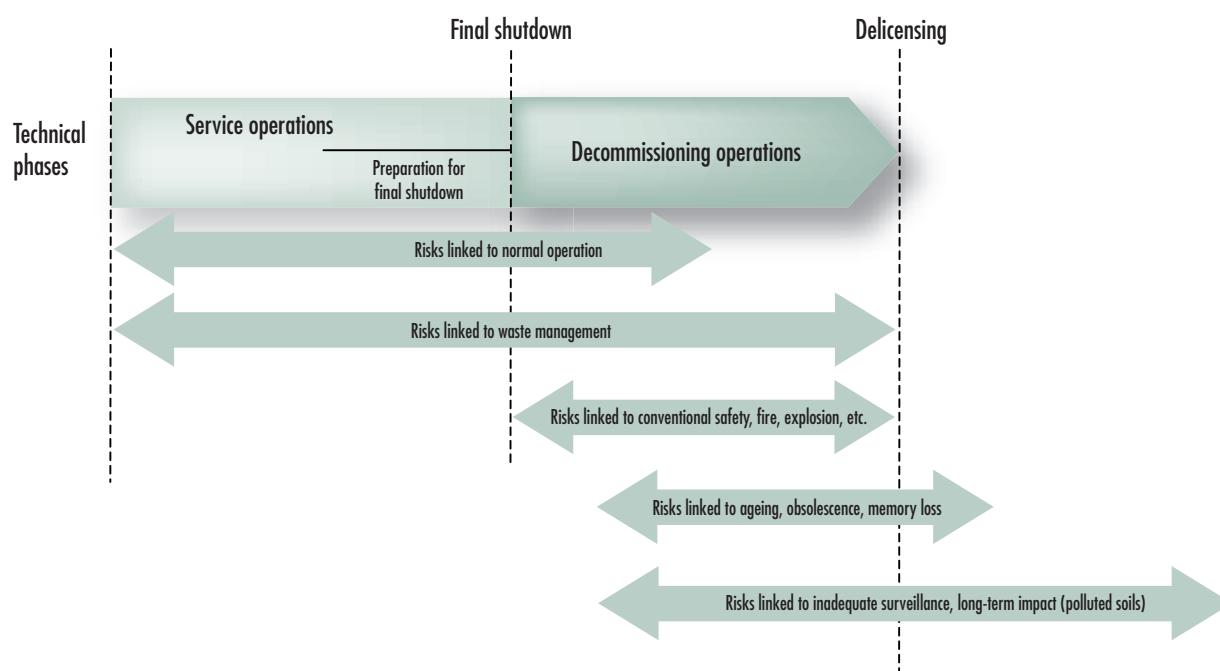 Final shutdown
Delicensing
Technical
phases
Service operations
Preparation for
final shutdown
Decommissioning operations
Risks linked to normal operation
Risks linked to waste management
Risks linked to conventional safety, fire, explosion, etc.
Risks linked to ageing, obsolescence, memory loss
Risks linked to inadequate surveillance, long-term impact (polluted soils)